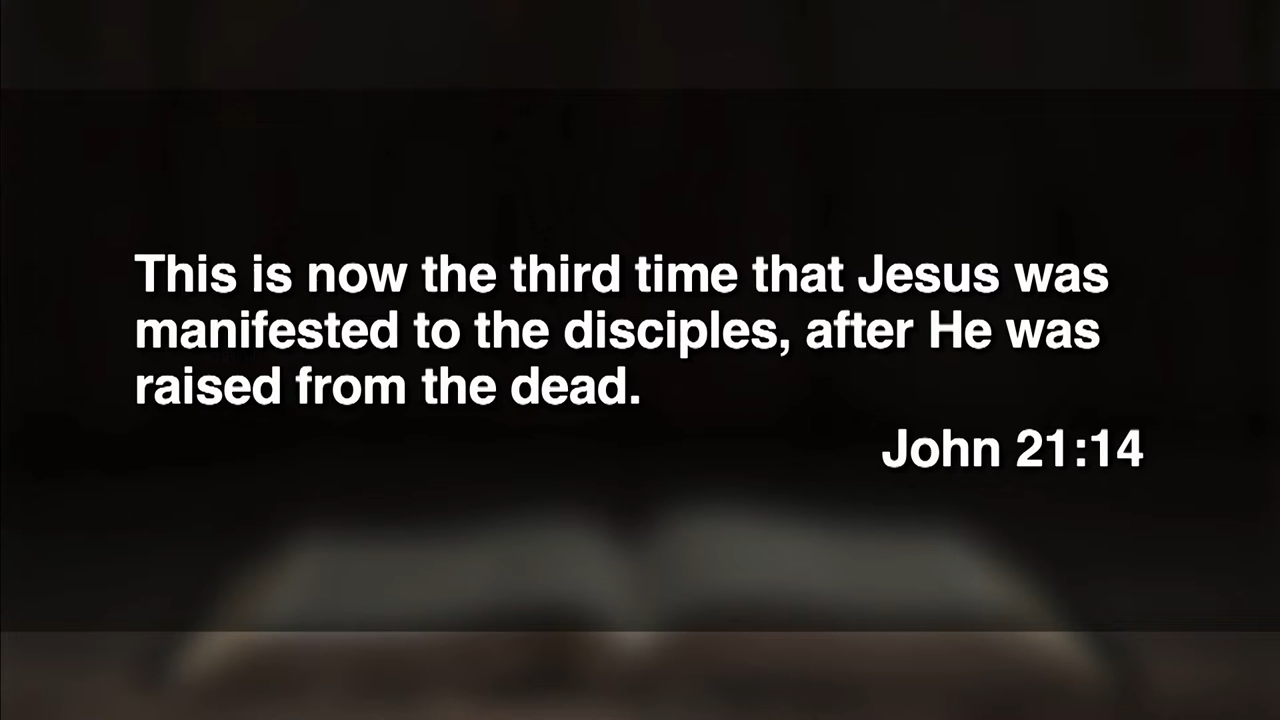 This is now the third time that Jesus was
manifested to the disciples, after He was
raised from the dead.
John 21:14